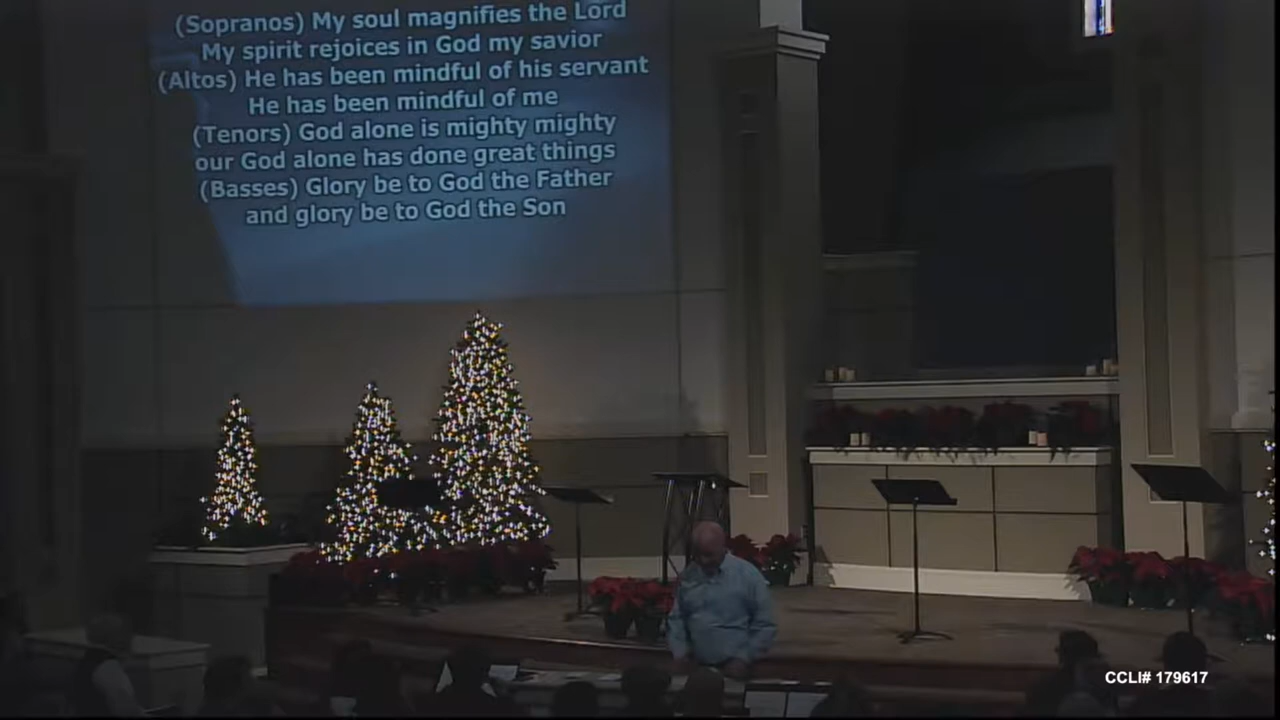 (Sopranos) My soul magnifies the Lord
My spirit rejoices in God my savior
(Altos) He has been mindful of his servant
He has been mindful of me
(Tenors) God alone is mighty mighty
our God alone has done great things
(Basses) Glory be to God the Father
and glory be to God the Son
CCLI# 179617